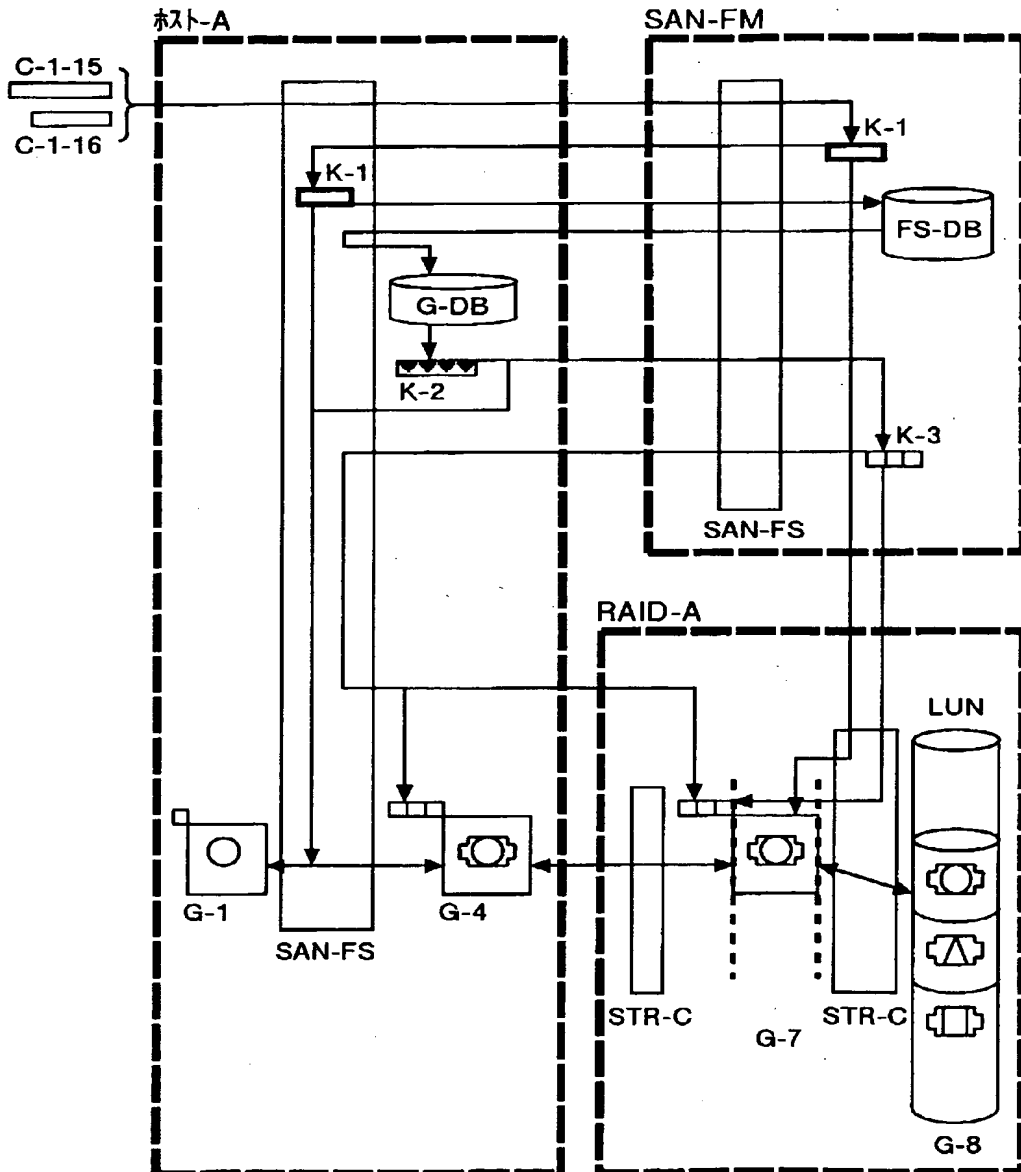 ﾎｽﾄ-A
SAN-FM
C-1-15
C-1-16
K-1
K-1
FS-DB
G-DB
K-2
K-3
SAN-FS
RAID-A
LUN
G-1
G-4
SAN-FS
STR-C
G-7
STR-C
G-8